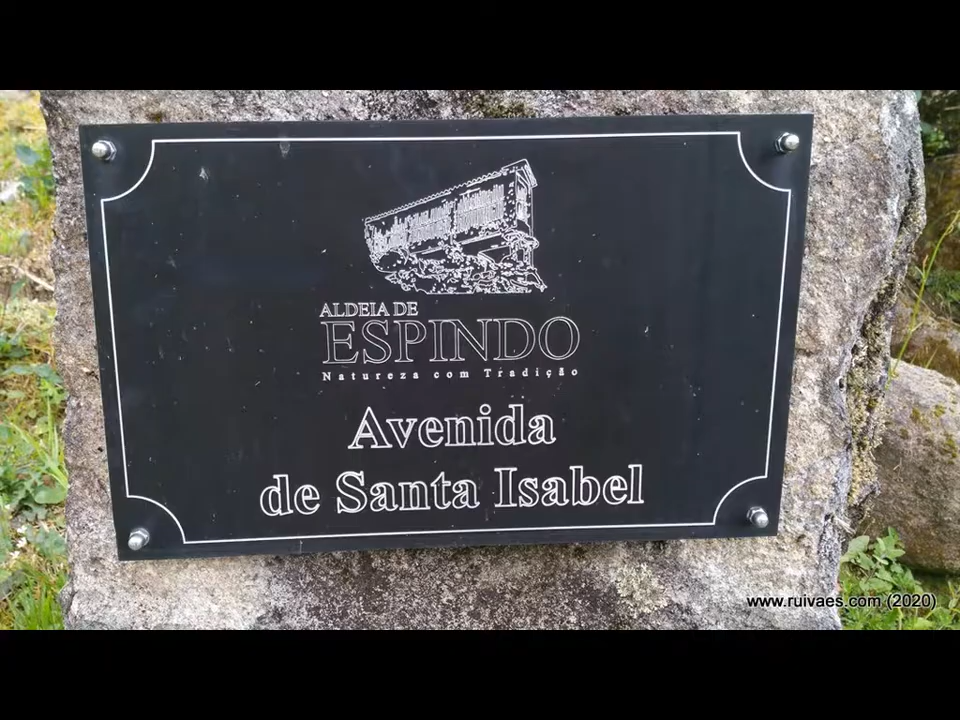 ALDEIA DE
ESPINDO
Natureza com Tradição
Avenida
de Santa Isabel
www.ruivaes.com (2020)